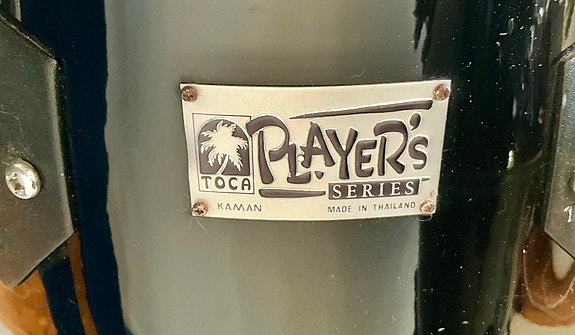 TOCA
PLAYER'S
SERIES
KAMAN MADE IN THAILAND